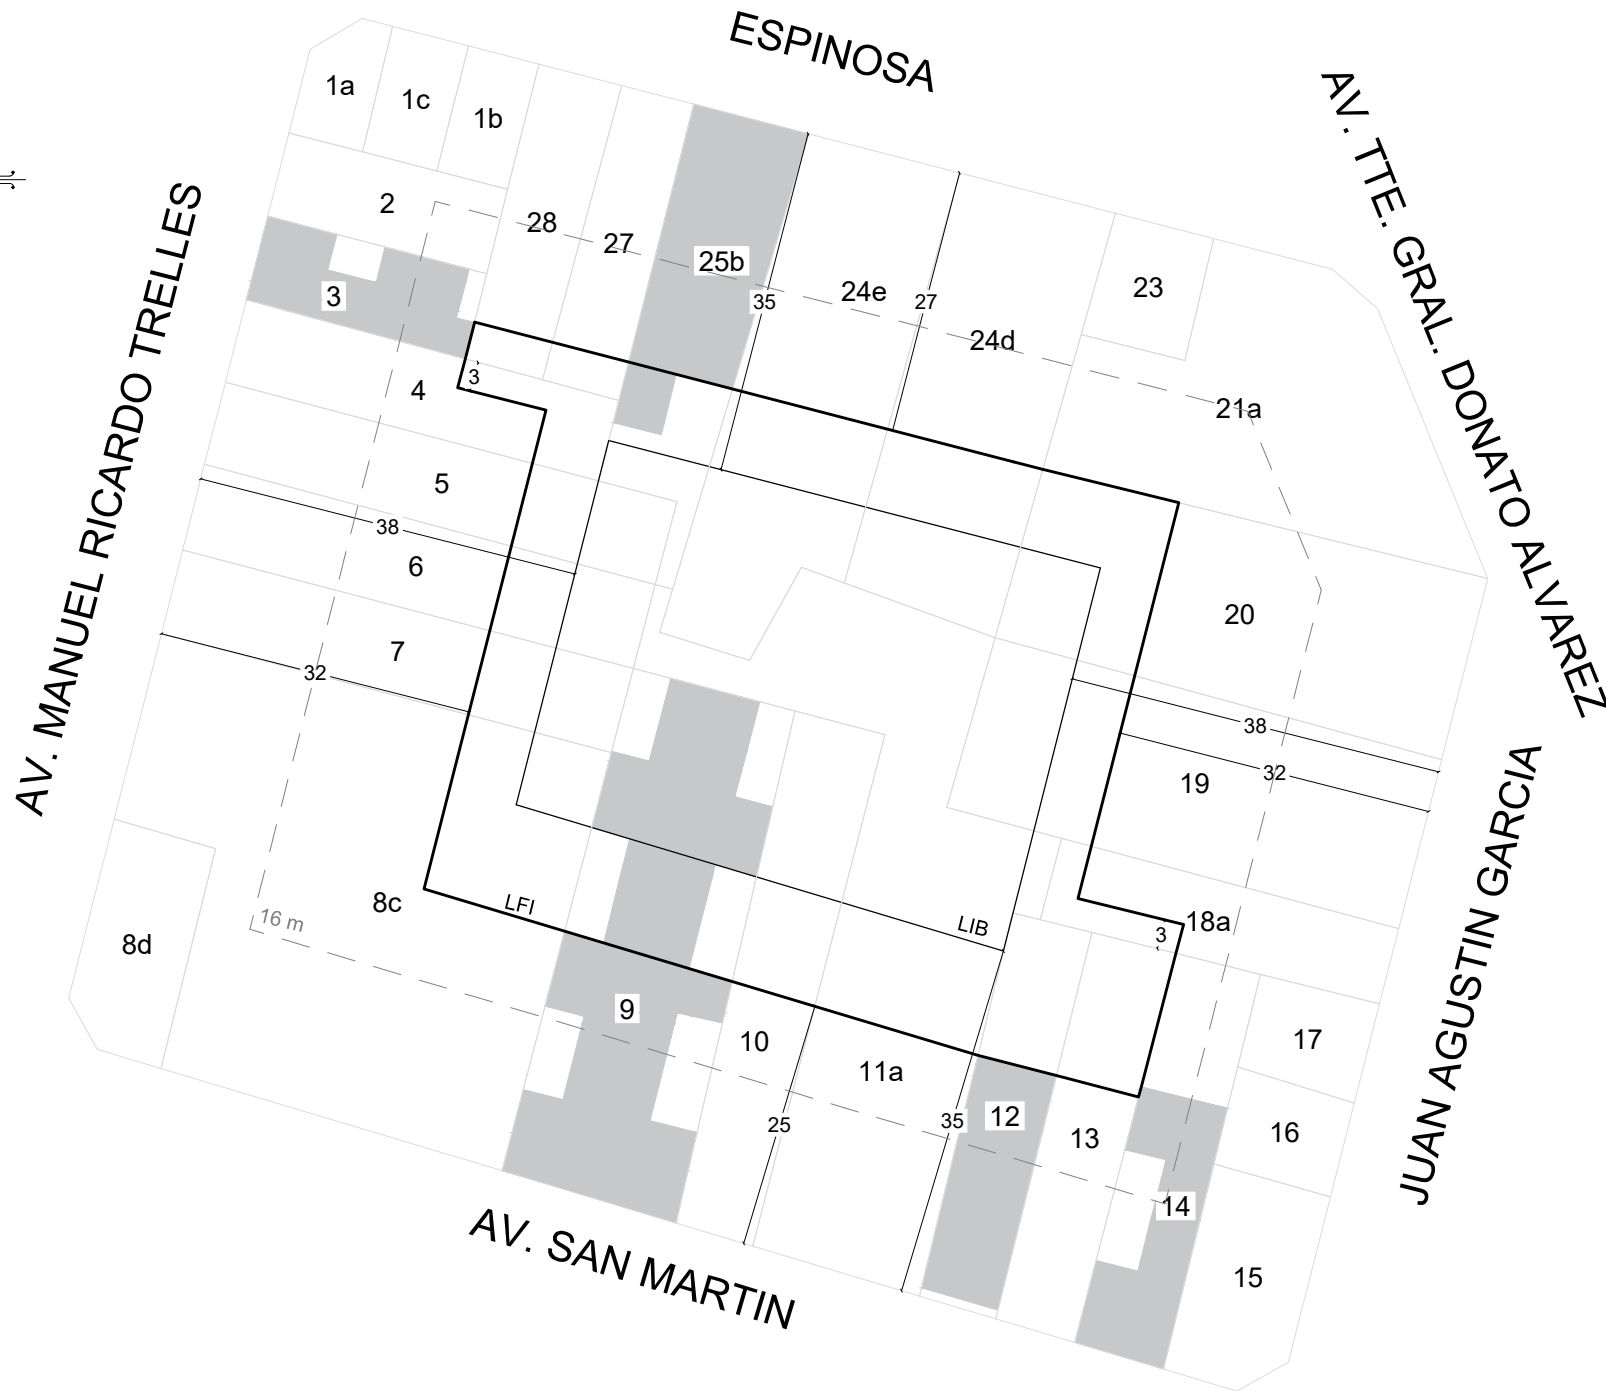 ESPINOSA
AV. TTE. GRAL. DONATO ALVAREZ
1a
1c
1b
2
28
27
25b
24e
24d
23
21a
3
35
27
3
4
AV. MANUEL RICARDO TRELLES
5
38
6
7
32
20
38
32
19
8c
LFI
LIB
16 m
8d
18a
3
JUAN AGUSTIN GARCIA
9
10
11a
25
35
12
13
14
17
16
15
AV. SAN MARTIN